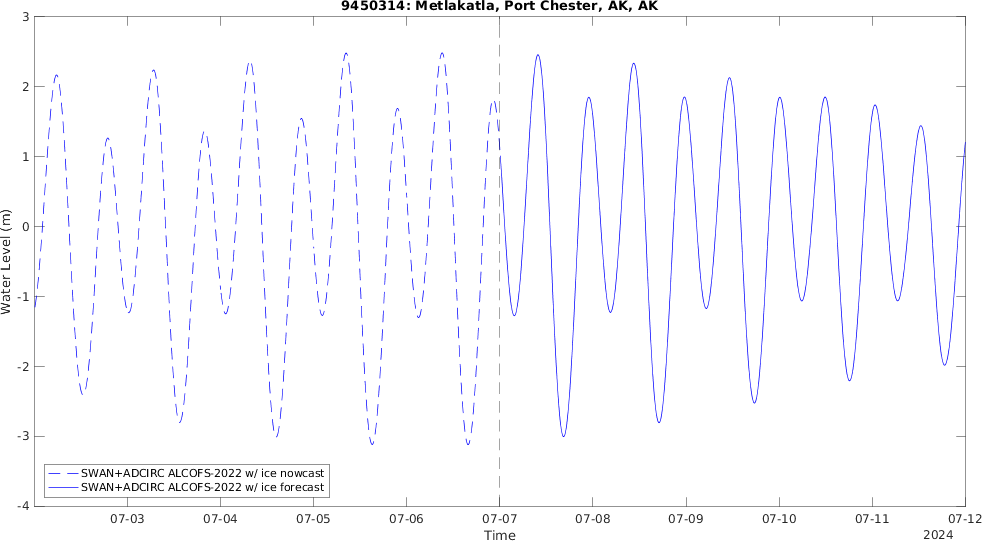 9450314: Metlakatla, Port Chester, AK, AK
3
2
1
0
-1
-2
-3
-4
Water Level (m)
SWAN+ADCIRC ALCOFS-2022 w/ ice nowcast
SWAN+ADCIRC ALCOFS-2022 w/ ice forecast
07-03 07-04 07-05 07-06 07-07 07-08 07-09 07-10 07-11 07-12
Time
2024